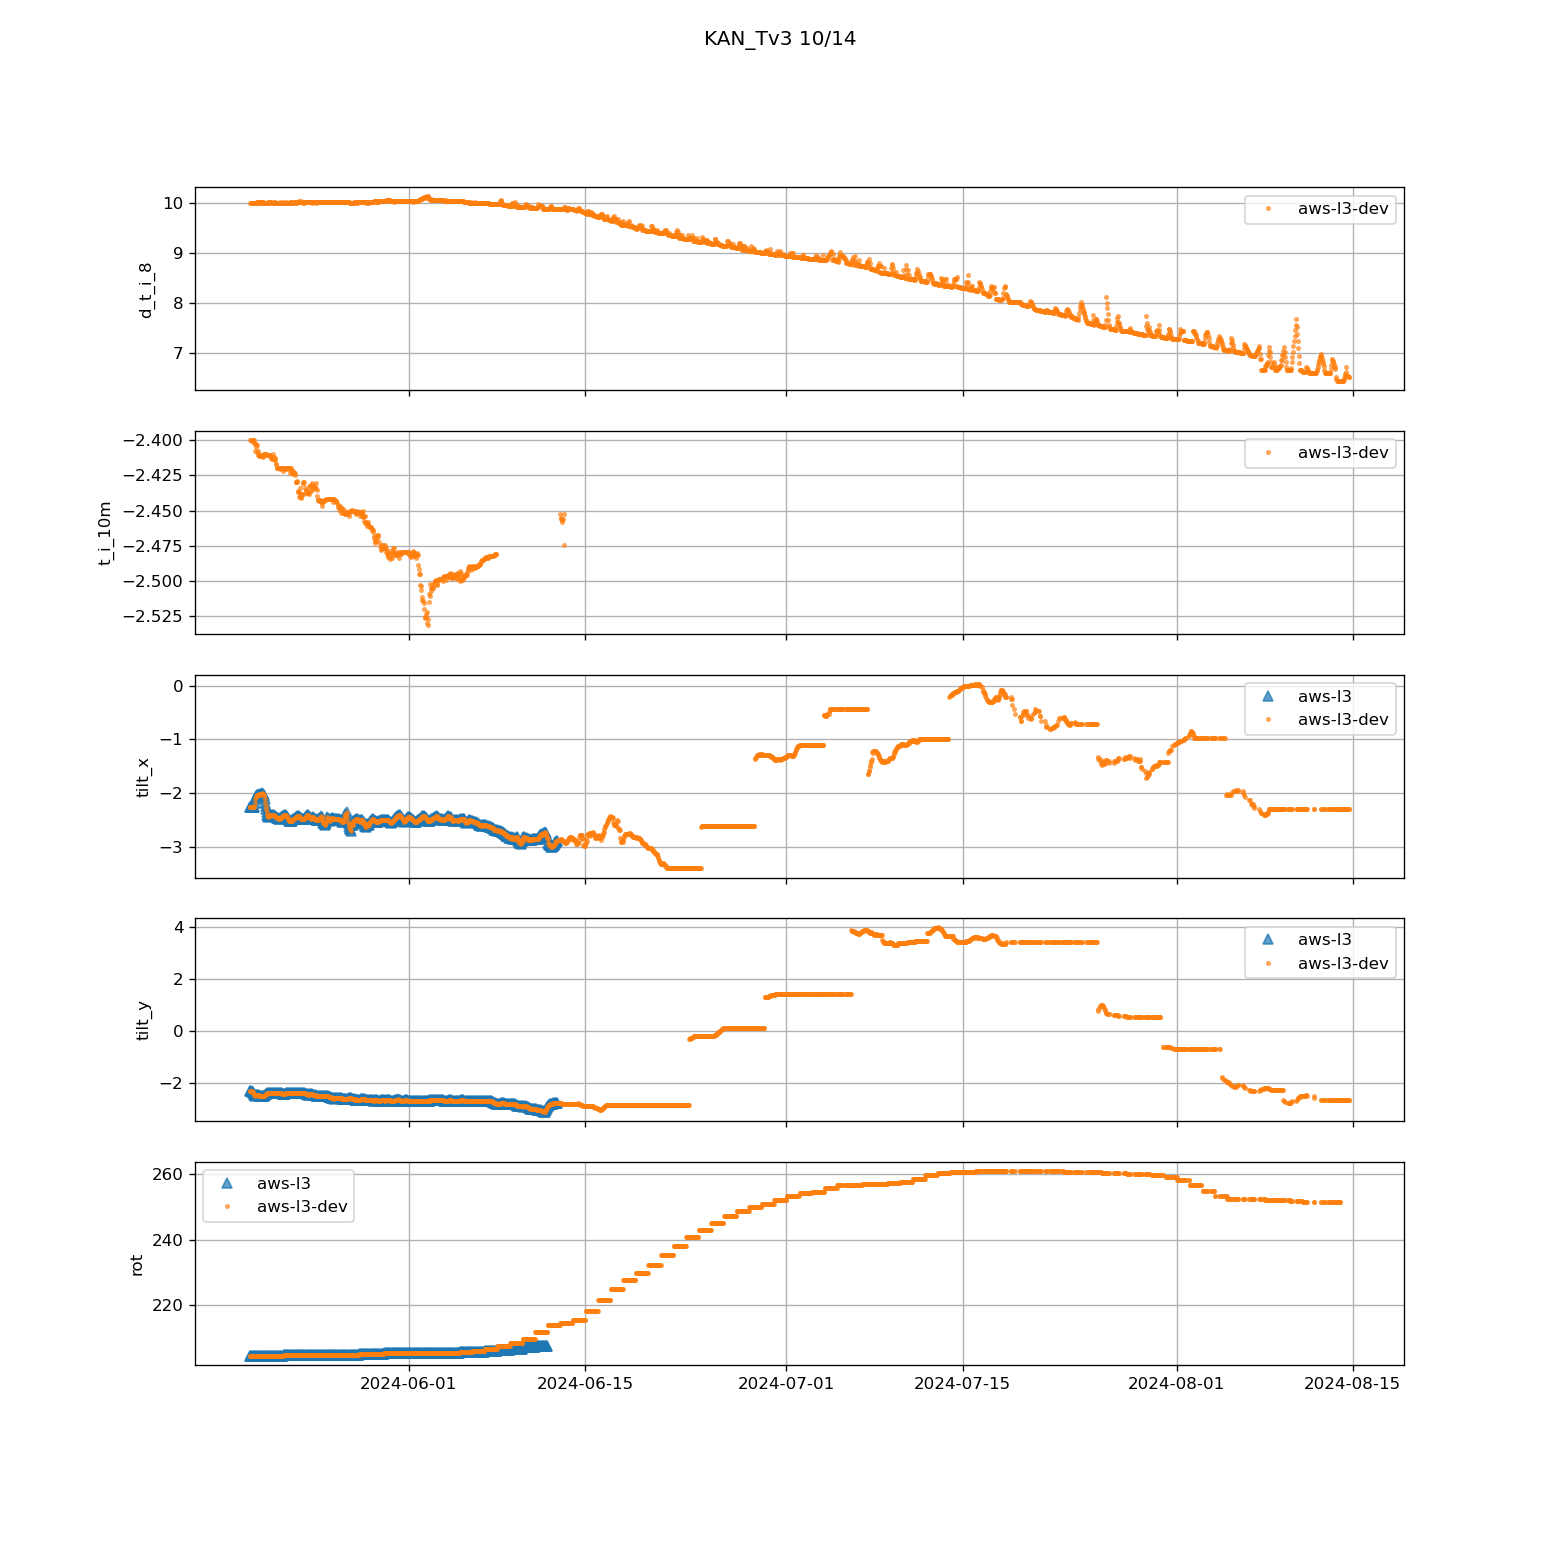 KAN_Tv3 10/14
10
9
8
7
d_t_i_8
aws-l3-dev
−2.400
−2.425
−2.450
−2.475
−2.500
−2.525
t_i_10m
aws-l3-dev
0
−1
−2
−3
tilt_x
aws-l3
aws-l3-dev
4
2
0
−2
tilt_y
aws-l3
aws-l3-dev
260
240
220
rot
aws-l3
aws-l3-dev
2024-06-01 2024-06-15 2024-07-01 2024-07-15 2024-08-01 2024-08-15